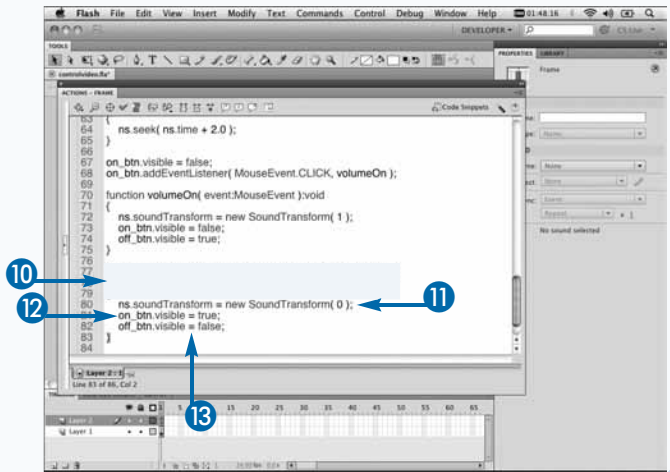 Flash File Edit View Insert Modify Text Commands Control Debug Window Help 01:48:16
DEVELOPER
CS Live
TOOLS
PROPERTIES LIBRARY
controlvideo.fla*
Frame
ACTIONS - FRAME
Code Snippets
63 {
64 ns.seek( ns.time + 2.0 );
65 }
66
67 on_btn.visible = false;
68 on_btn.addEventListener( MouseEvent.CLICK, volumeOn );
69
70 function volumeOn( event:MouseEvent ):void
71 {
72 ns.soundTransform = new SoundTransform( 1 );
73 on_btn.visible = false;
74 off_btn.visible = true;
75 }
76
77
79
80 ns.soundTransform = new SoundTransform( 0 );
81 on_btn.visible = true;
82 off_btn.visible = false;
83 }
84
10
11
12
13
Name: None
No sound selected
Layer 2 : 1
Line 83 of 86, Col 2
5 15 20 25 30 35 40 45 50 55 60 65
Layer 2
Layer 1